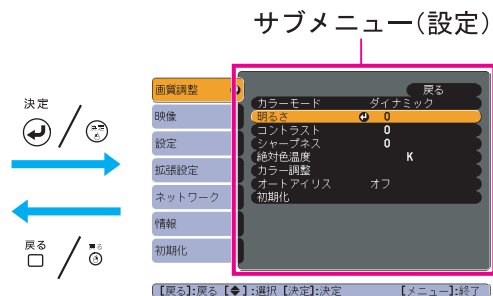 サブメニュー(設定)
決定
戻る
画質調整
映像
設定
拡張設定
ネットワーク
情報
初期化
戻る
カラーモード ダイナミック
明るさ 0
コントラスト 0
シャープネス 0
絶対色温度 K
カラー調整
オートアイリス オフ
初期化
【戻る】:戻る 【◆】:選択 【決定】:決定 【メニュー】:終了